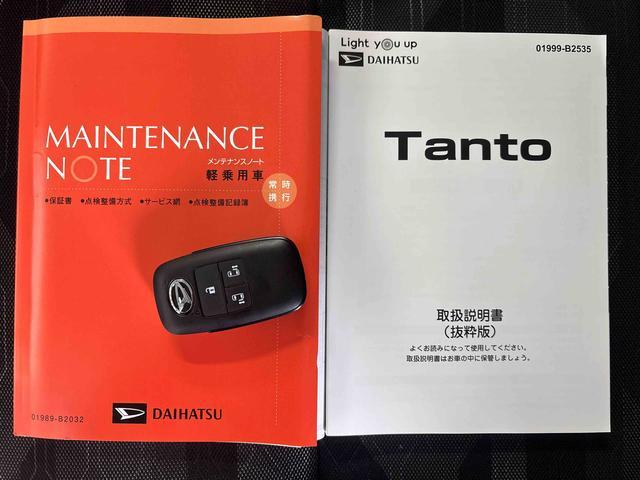 MAINTENANCE
NOTE
メンテナンスノート
軽乗用車
常時
携行
●保証書 ●点検整備方式 ●サービス網 ●点検整備記録簿
01989-B2032
DAIHATSU
Light you up
DAIHATSU
01999-B2535
Tanto
取扱説明書
(抜粋版)
よくお読みになって使用してください。
取扱説明書はお車の中に保管しましょう。